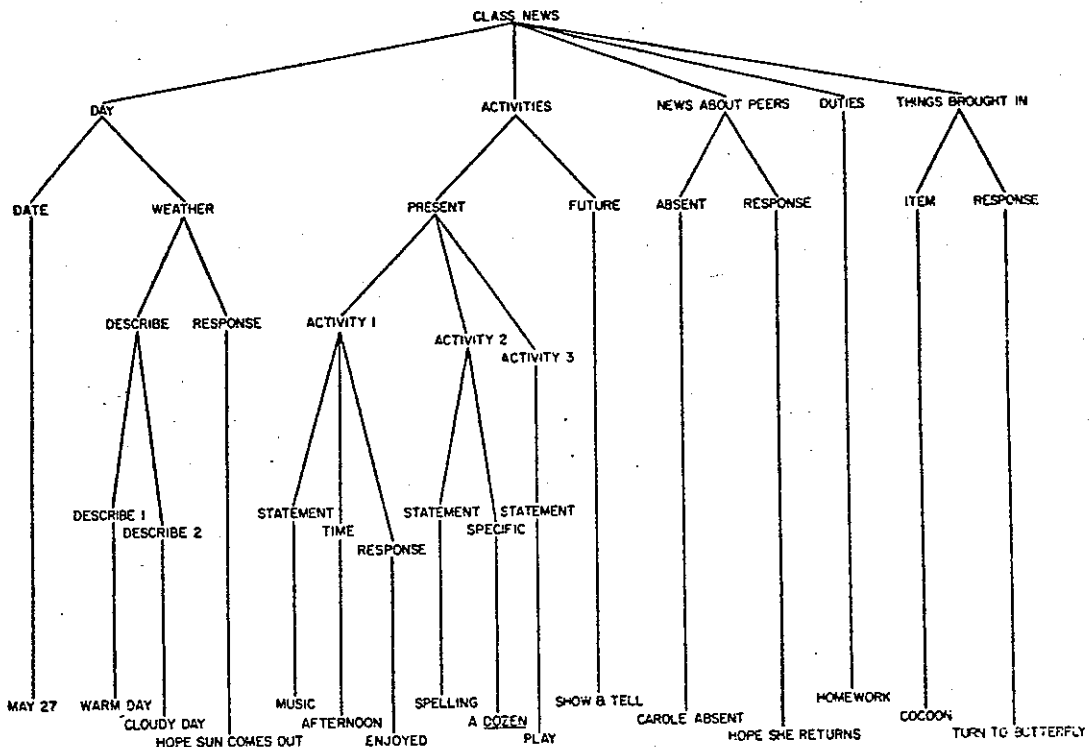 CLASS NEWS
DAY
ACTIVITIES
NEWS ABOUT PEERS
DUTIES
THINGS BROUGHT IN
DATE
WEATHER
PRESENT
FUTURE
ABSENT
RESPONSE
ITEM
RESPONSE
DESCRIBE
RESPONSE
ACTIVITY 1
ACTIVITY 2
ACTIVITY 3
DESCRIBE 1
DESCRIBE 2
STATEMENT
TIME
RESPONSE
STATEMENT
SPECIFIC
STATEMENT
MAY 27
WARM DAY
CLOUDY DAY
HOPE SUN COMES OUT
MUSIC
AFTERNOON
ENJOYED
SPELLING
A DOZEN
PLAY
SHOW & TELL
CAROLE ABSENT
HOPE SHE RETURNS
HOMEWORK
COCOON
TURN TO BUTTERFLY